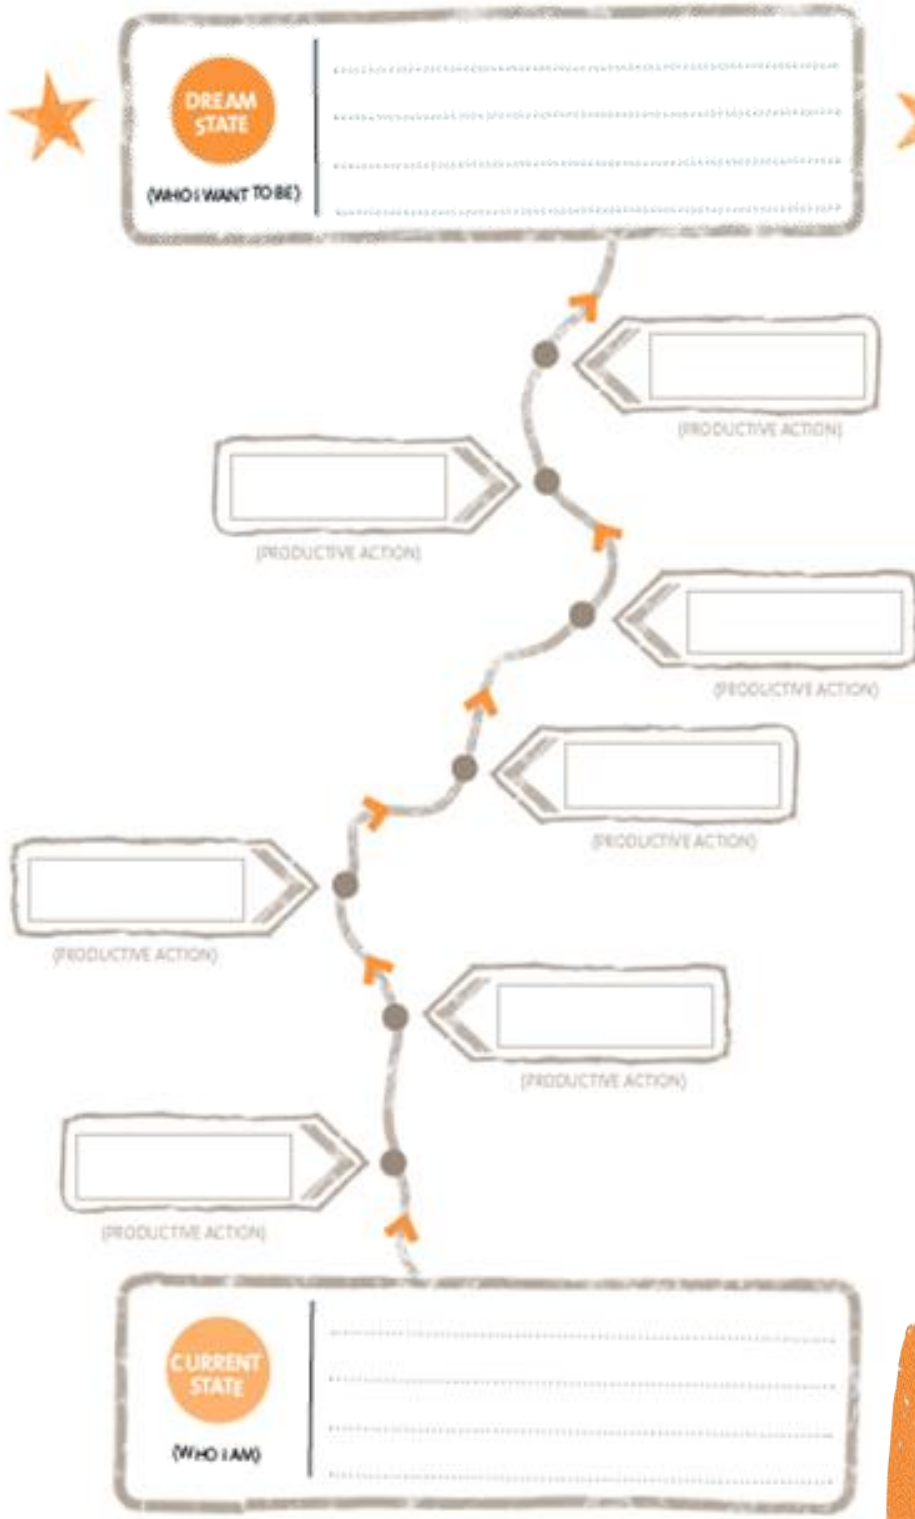 DREAM
STATE
(WHO I WANT TO BE)
(PRODUCTIVE ACTION)
(PRODUCTIVE ACTION)
(PRODUCTIVE ACTION)
(PRODUCTIVE ACTION)
(PRODUCTIVE ACTION)
(PRODUCTIVE ACTION)
(PRODUCTIVE ACTION)
CURRENT
STATE
(WHO I AM)